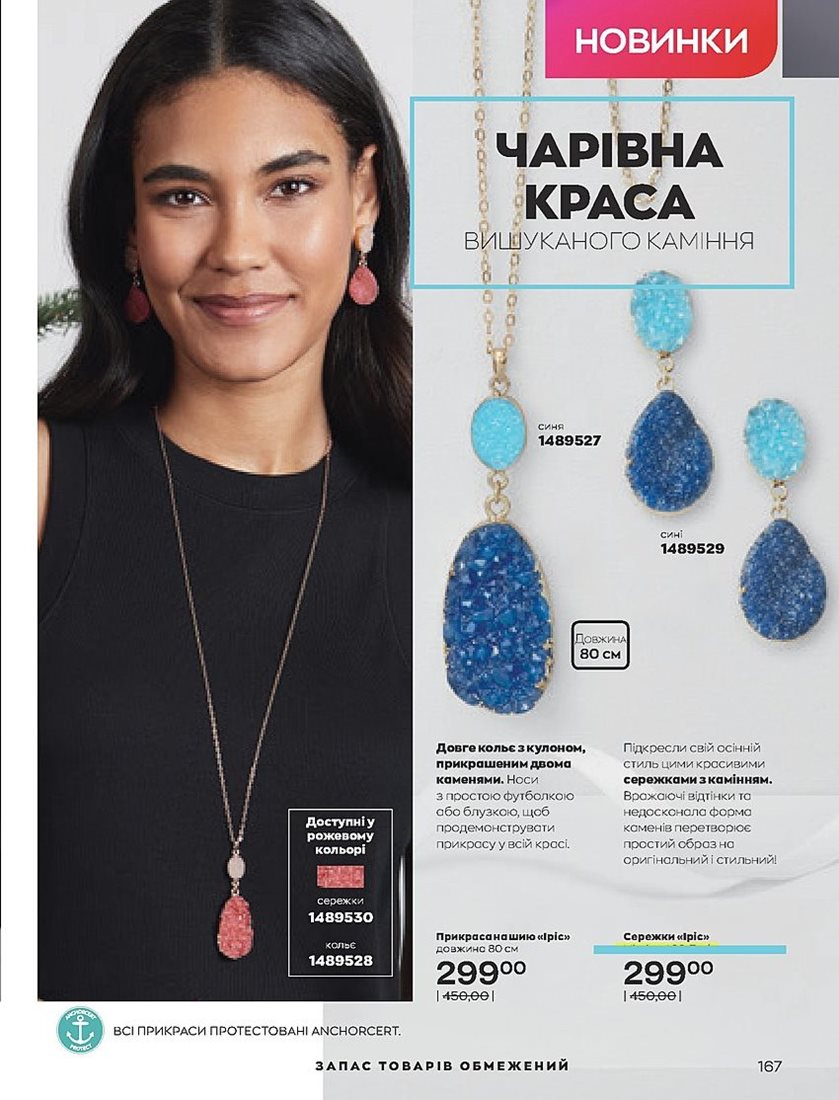 НОВИНКИ
ЧАРІВНА
КРАСА
ВИШУКАНОГО КАМІННЯ
синя
1489527
сині
1489529
Довжина
80 см
Довге кольє з кулоном,
прикрашеним двома
каменями. Носи
з простою футболкою
або блузкою, щоб
продемонструвати
прикрасу у всій красі.
Підкресли свій осінній
стиль цими красивими
сережками з камінням.
Вражаючі відтінки та
недосконала форма
каменів перетворює
простий образ на
оригінальний і стильний!
Доступні у
рожевому
кольорі
сережки
1489530
кольє
1489528
Прикраса на шию «Іріс»
довжина 80 см
299⁰⁰
| 450,00 |
Сережки «Іріс»
299⁰⁰
| 450,00 |
ANCHORCERT
PROTECT
ВСІ ПРИКРАСИ ПРОТЕСТОВАНІ ANCHORCERT.
ЗАПАС ТОВАРІВ ОБМЕЖЕНИЙ
167